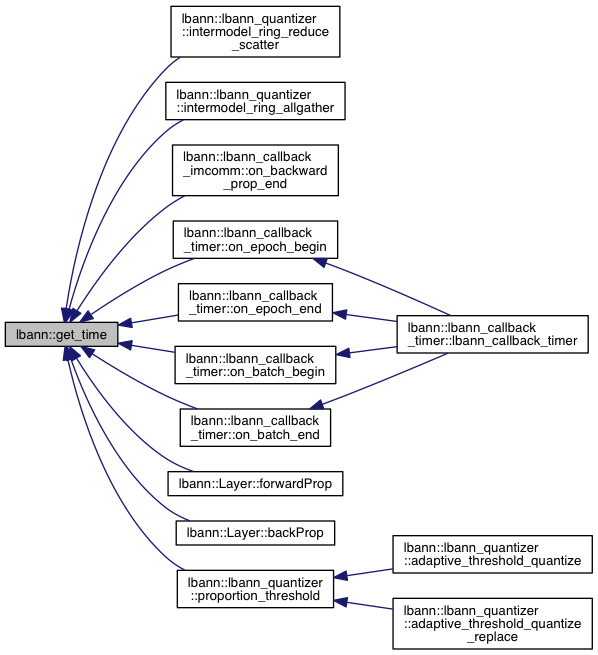 lbann::lbann_quantizer
::intermodel_ring_reduce
_scatter
lbann::lbann_quantizer
::intermodel_ring_allgather
lbann::lbann_callback
_imcomm::on_backward
_prop_end
lbann::lbann_callback
_timer::on_epoch_begin
lbann::lbann_callback
_timer::on_epoch_end
lbann::get_time
lbann::lbann_callback
_timer::lbann_callback_timer
lbann::lbann_callback
_timer::on_batch_begin
lbann::lbann_callback
_timer::on_batch_end
lbann::Layer::forwardProp
lbann::Layer::backProp
lbann::lbann_quantizer
::adaptive_threshold_quantize
lbann::lbann_quantizer
::proportion_threshold
lbann::lbann_quantizer
::adaptive_threshold_quantize
_replace